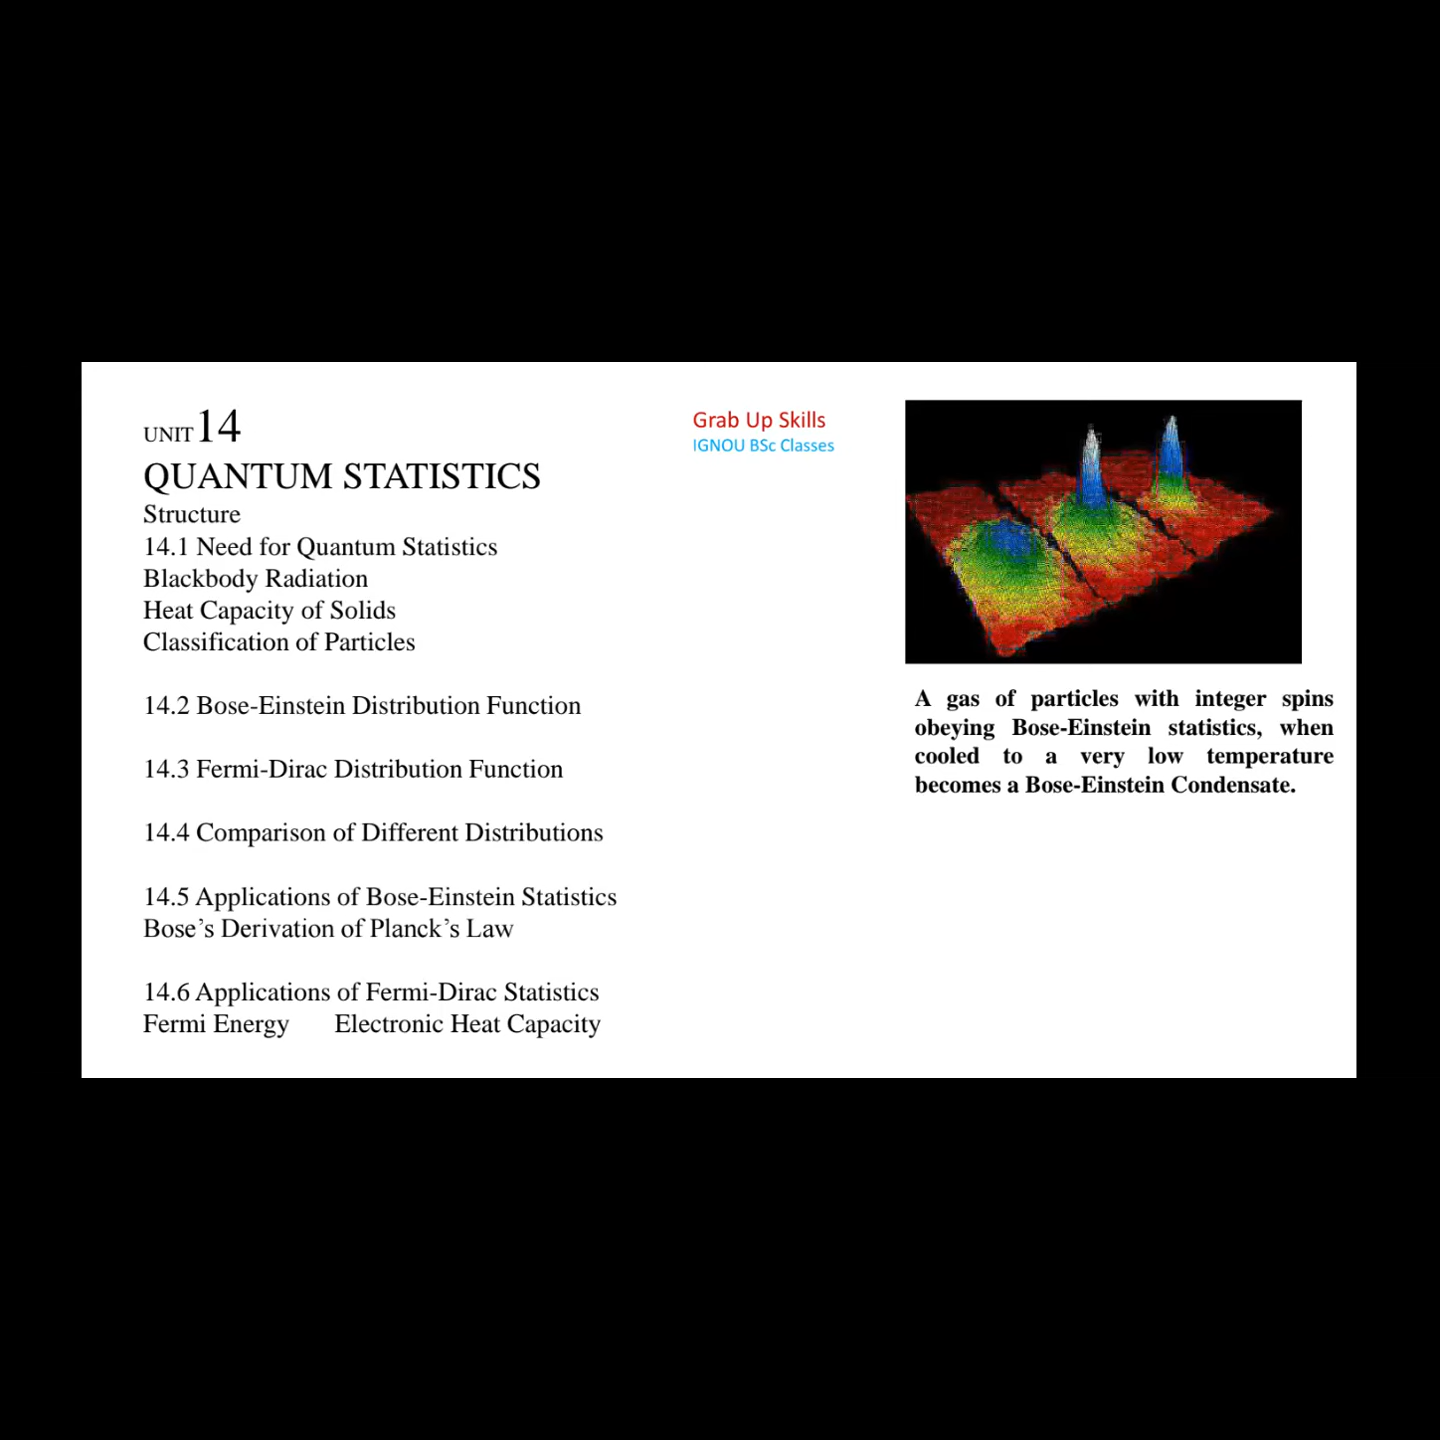 UNIT14
QUANTUM STATISTICS
Structure
14.1 Need for Quantum Statistics
Blackbody Radiation
Heat Capacity of Solids
Classification of Particles
14.2 Bose-Einstein Distribution Function
14.3 Fermi-Dirac Distribution Function
14.4 Comparison of Different Distributions
14.5 Applications of Bose-Einstein Statistics
Bose’s Derivation of Planck’s Law
14.6 Applications of Fermi-Dirac Statistics
Fermi Energy Electronic Heat Capacity
Grab Up Skills
IGNOU BSc Classes
A gas of particles with integer spins
obeying Bose-Einstein statistics, when
cooled to a very low temperature
becomes a Bose-Einstein Condensate.